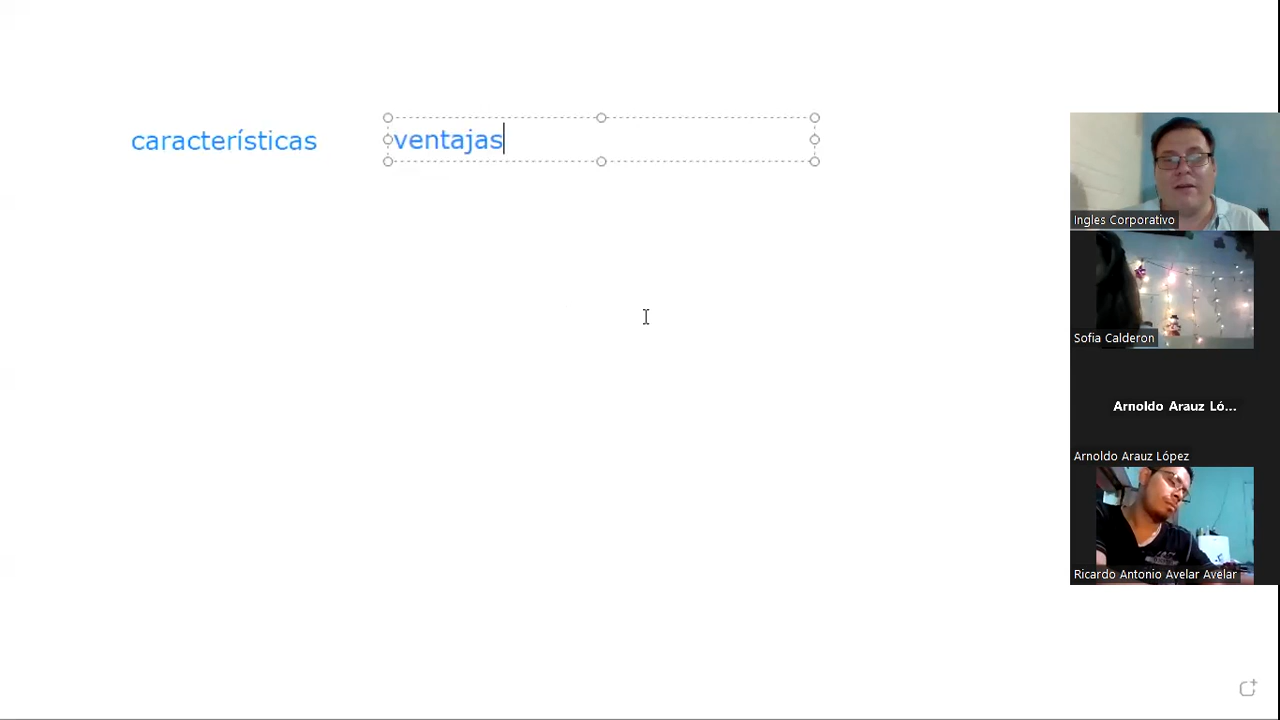 características ventajas
Ingles Corporativo
Sofia Calderon
Arnoldo Arauz Ló...
Arnoldo Arauz López
Ricardo Antonio Avelar Avelar